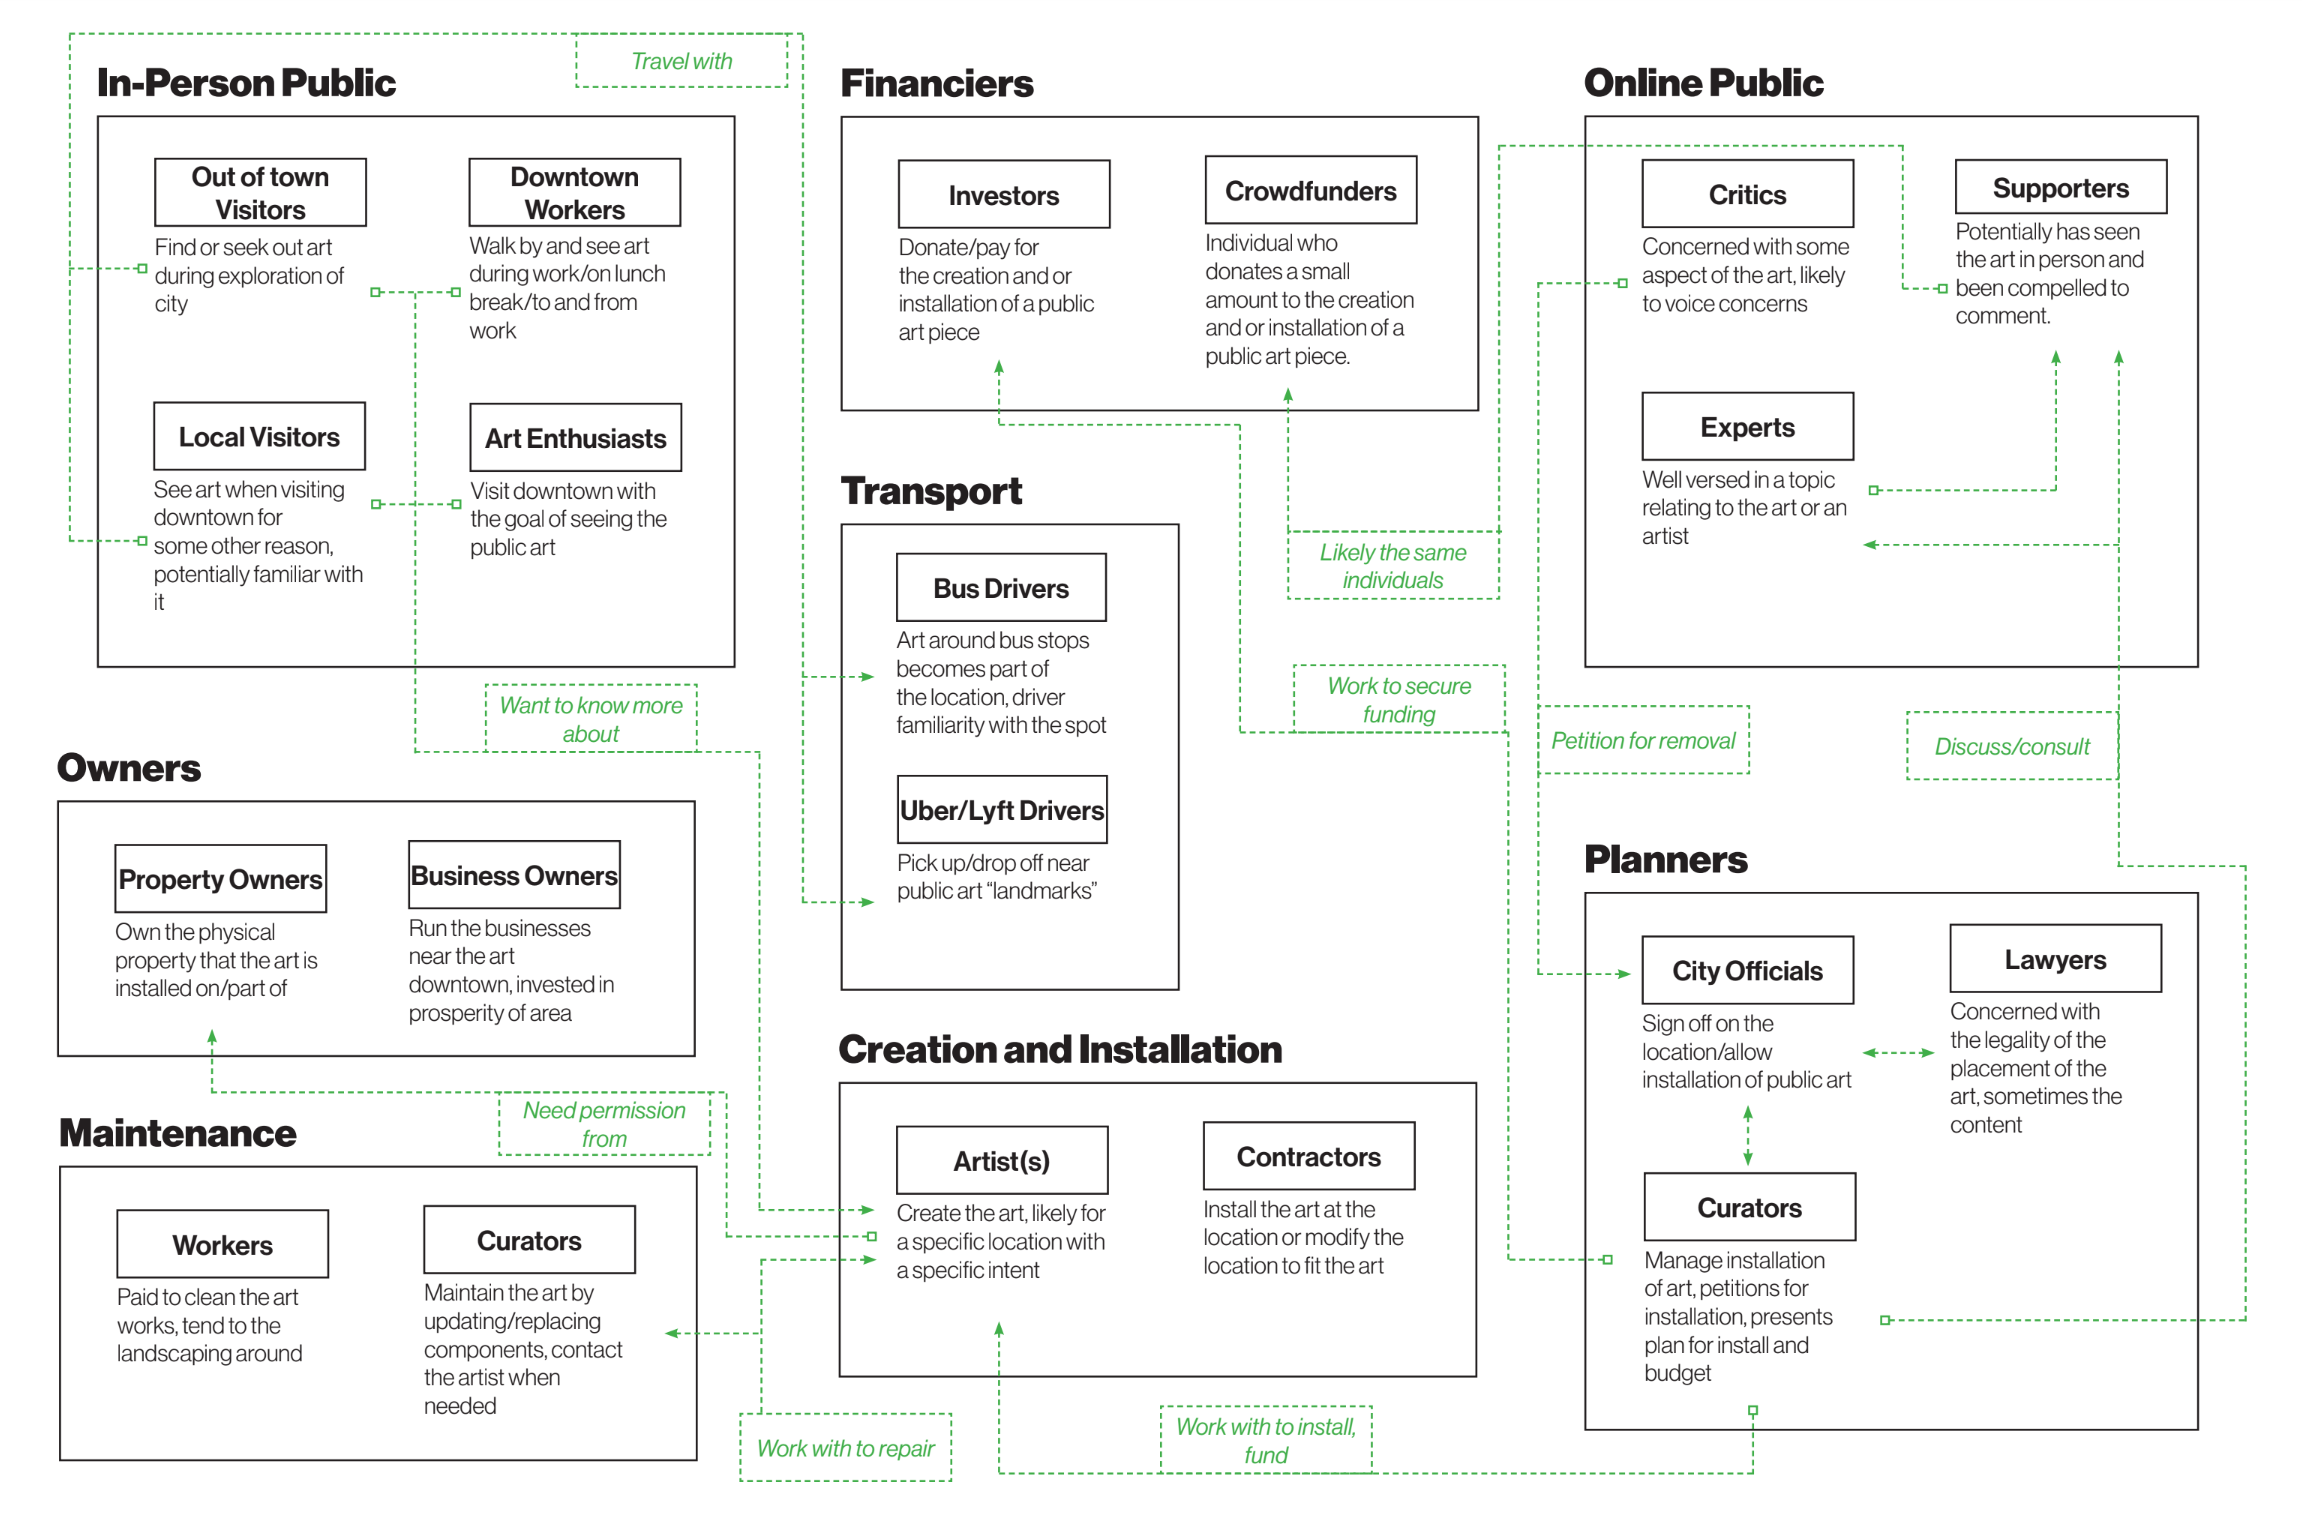 Travel with
In-Person Public
Out of town
Visitors
Find or seek out art
during exploration of
city
Downtown
Workers
Walk by and see art
during work/on lunch
break/to and from
work
Local Visitors
See art when visiting
downtown for
some other reason,
potentially familiar with
it
Art Enthusiasts
Visit downtown with
the goal of seeing the
public art
Want to know more
about
Financiers
Investors
Donate/pay for
the creation and or
installation of a public
art piece
Crowdfunders
Individual who
donates a small
amount to the creation
and or installation of a
public art piece.
Likely the same
individuals
Work to secure
funding
Online Public
Critics
Concerned with some
aspect of the art, likely
to voice concerns
Supporters
Potentially has seen
the art in person and
been compelled to
comment.
Experts
Well versed in a topic
relating to the art or an
artist
Petition for removal
Discuss/consult
Transport
Bus Drivers
Art around bus stops
becomes part of
the location, driver
familiarity with the spot
Uber/Lyft Drivers
Pick up/drop off near
public art “landmarks”
Owners
Property Owners
Own the physical
property that the art is
installed on/part of
Business Owners
Run the businesses
near the art
downtown, invested in
prosperity of area
Need permission
from
Maintenance
Workers
Paid to clean the art
works, tend to the
landscaping around
Curators
Maintain the art by
updating/replacing
components, contact
the artist when
needed
Work with to repair
Creation and Installation
Artist(s)
Create the art, likely for
a specific location with
a specific intent
Contractors
Install the art at the
location or modify the
location to fit the art
Work with to install,
fund
Planners
City Officials
Sign off on the
location/allow
installation of public art
Lawyers
Concerned with
the legality of the
placement of the
art, sometimes the
content
Curators
Manage installation
of art, petitions for
installation, presents
plan for install and
budget